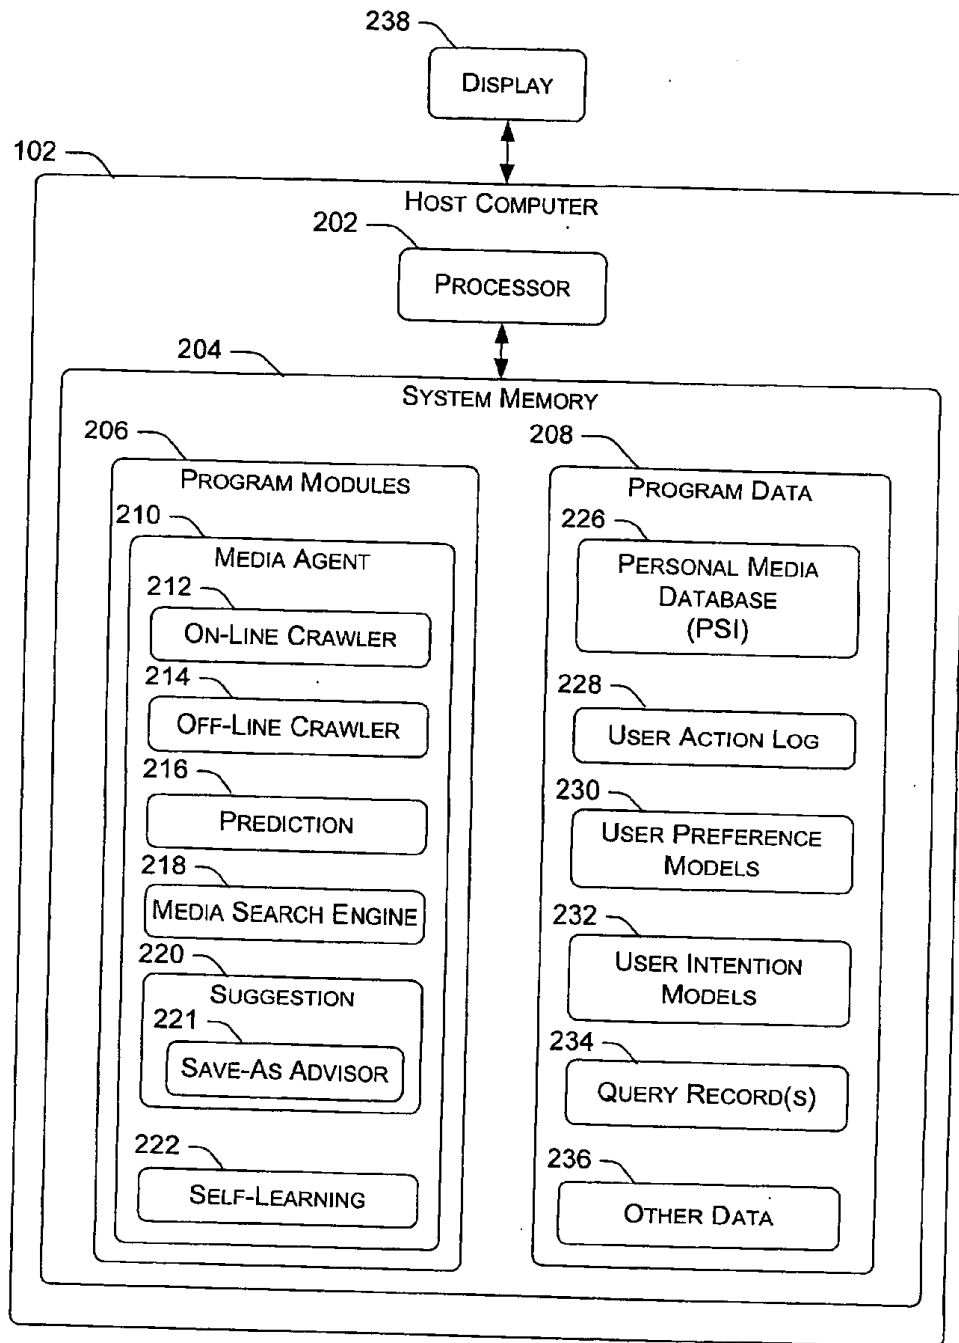 238
DISPLAY
102
HOST COMPUTER
202
PROCESSOR
204
SYSTEM MEMORY
206
PROGRAM MODULES
210
MEDIA AGENT
212
ON-LINE CRAWLER
214
OFF-LINE CRAWLER
216
PREDICTION
218
MEDIA SEARCH ENGINE
220
SUGGESTION
221
SAVE-AS ADVISOR
222
SELF-LEARNING
208
PROGRAM DATA
226
PERSONAL MEDIA
DATABASE
(PSI)
228
USER ACTION LOG
230
USER PREFERENCE
MODELS
232
USER INTENTION
MODELS
234
QUERY RECORD(S)
236
OTHER DATA